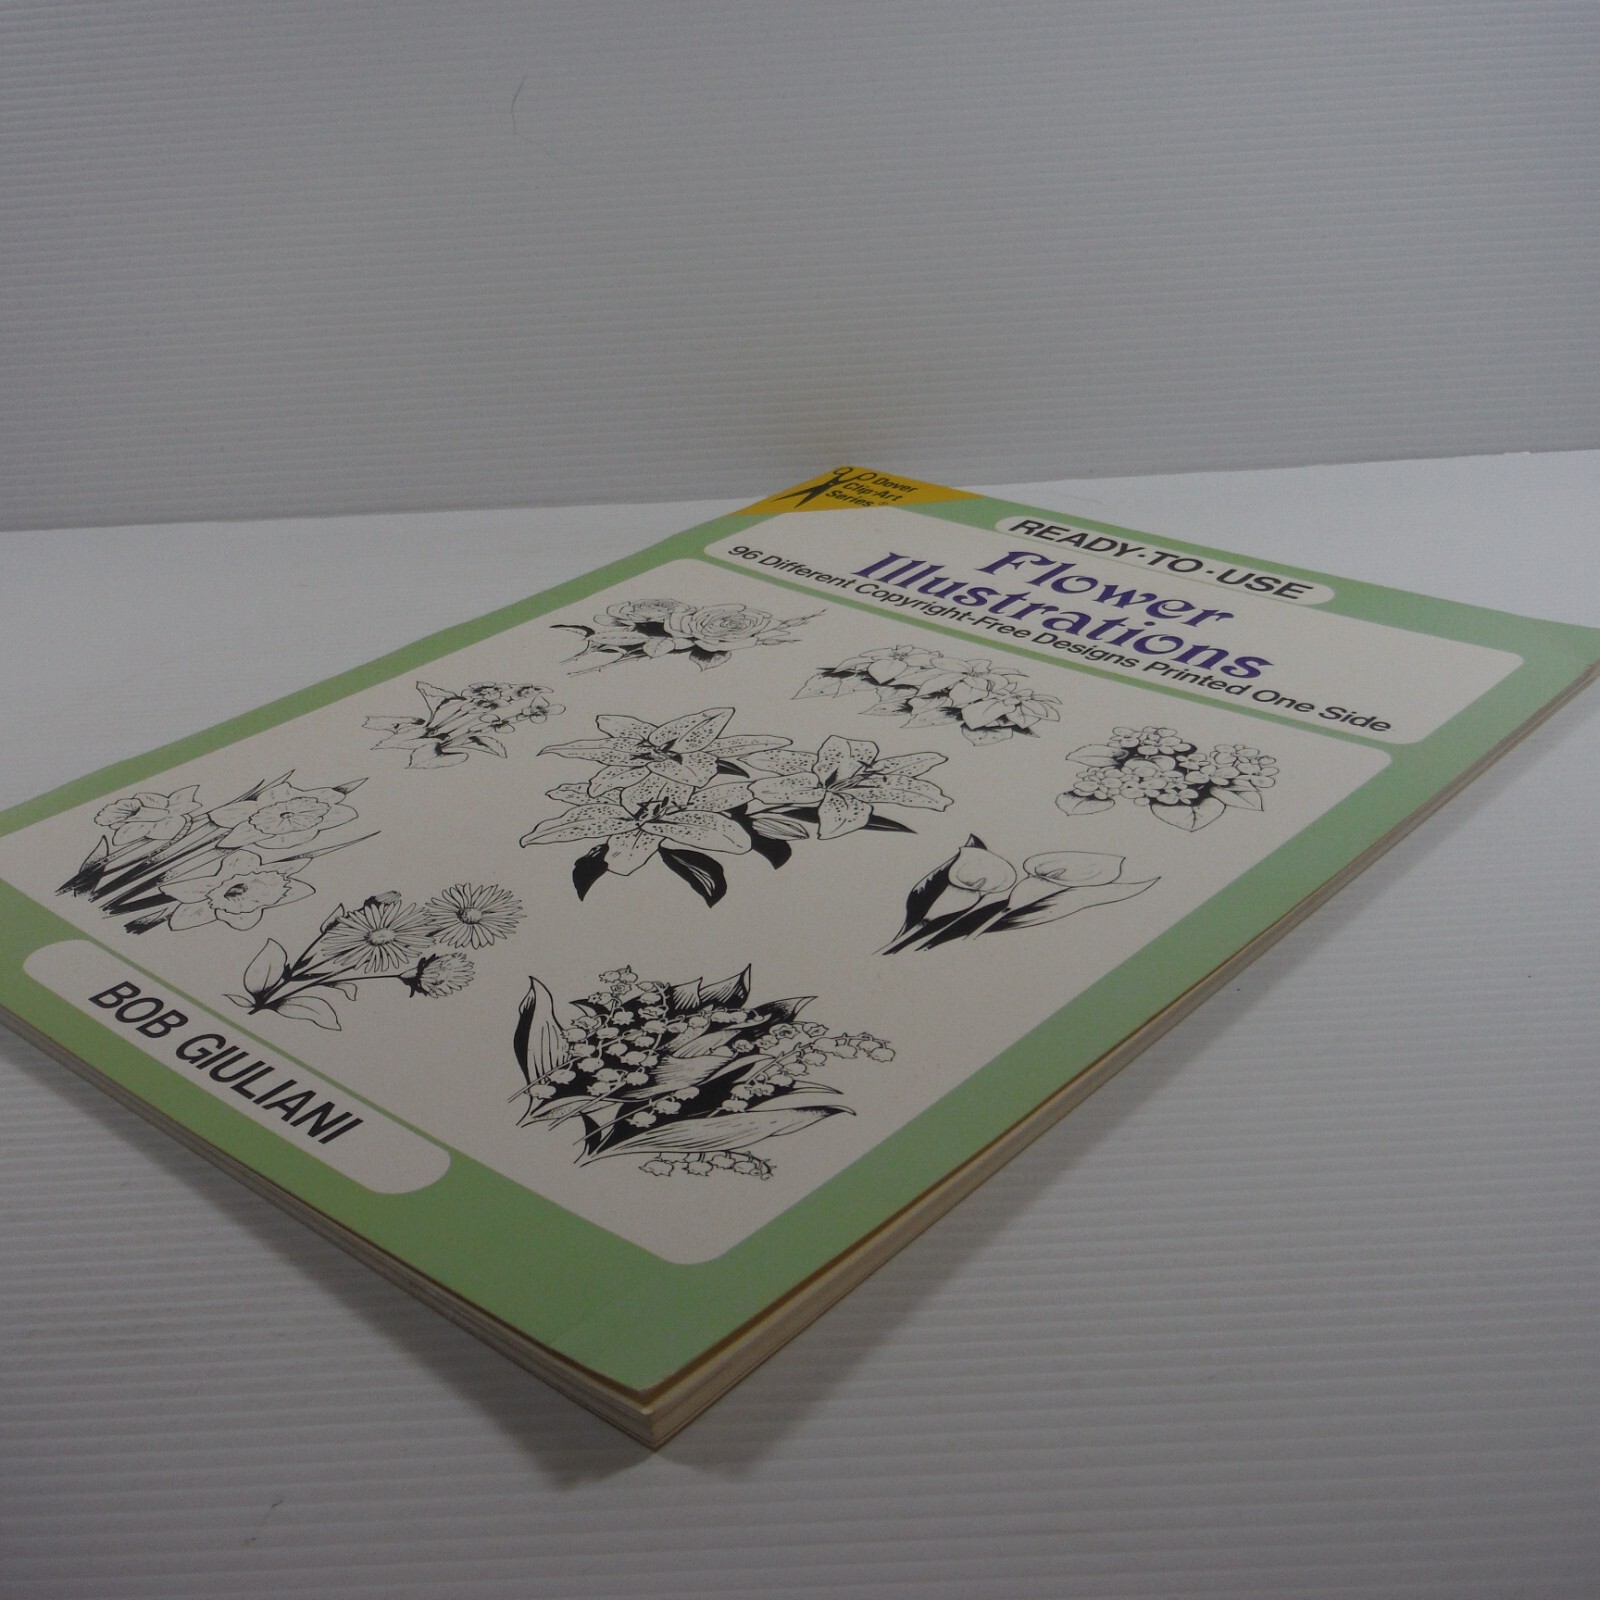 Dover
Clip-Art
Series
READY·TO·USE
Flower
Illustrations
96 Different Copyright-Free Designs Printed One Side
BOB GIULIANI